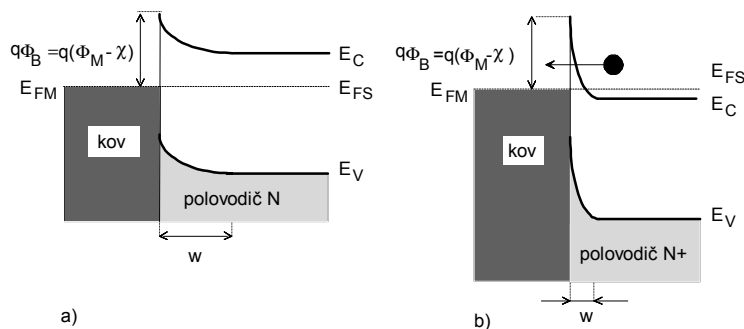 qΦB =q(ΦM-χ)
EC
EFM
EFS
kov
EV
polovodič N
w
a)
qΦB =q(ΦM-χ)
EFS
EFM
EC
kov
EV
polovodič N+
w
b)